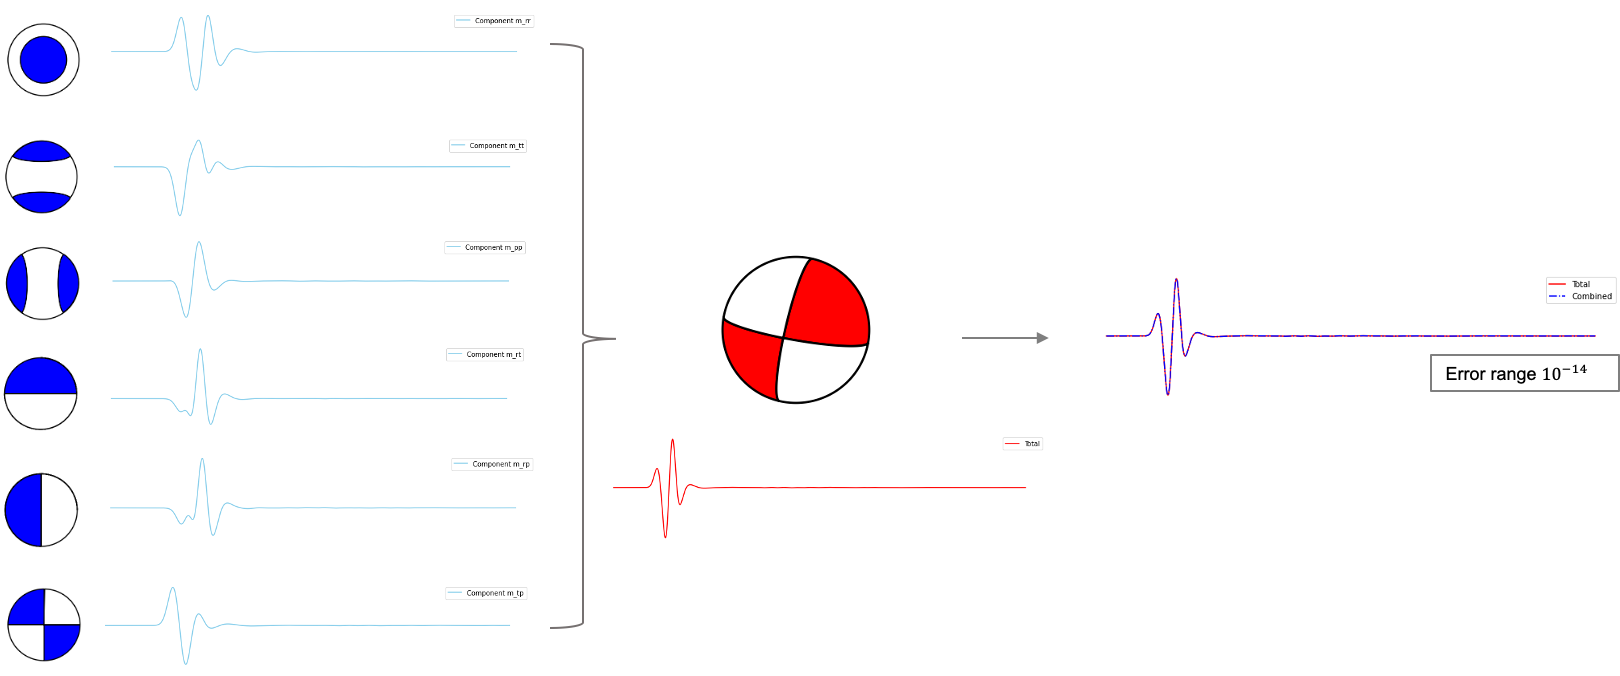 Component m_rr
Component m_tt
Component m_pp
Component m_rt
Component m_rp
Component m_tp
Total
Total
Combined
Error range 10⁻¹⁴